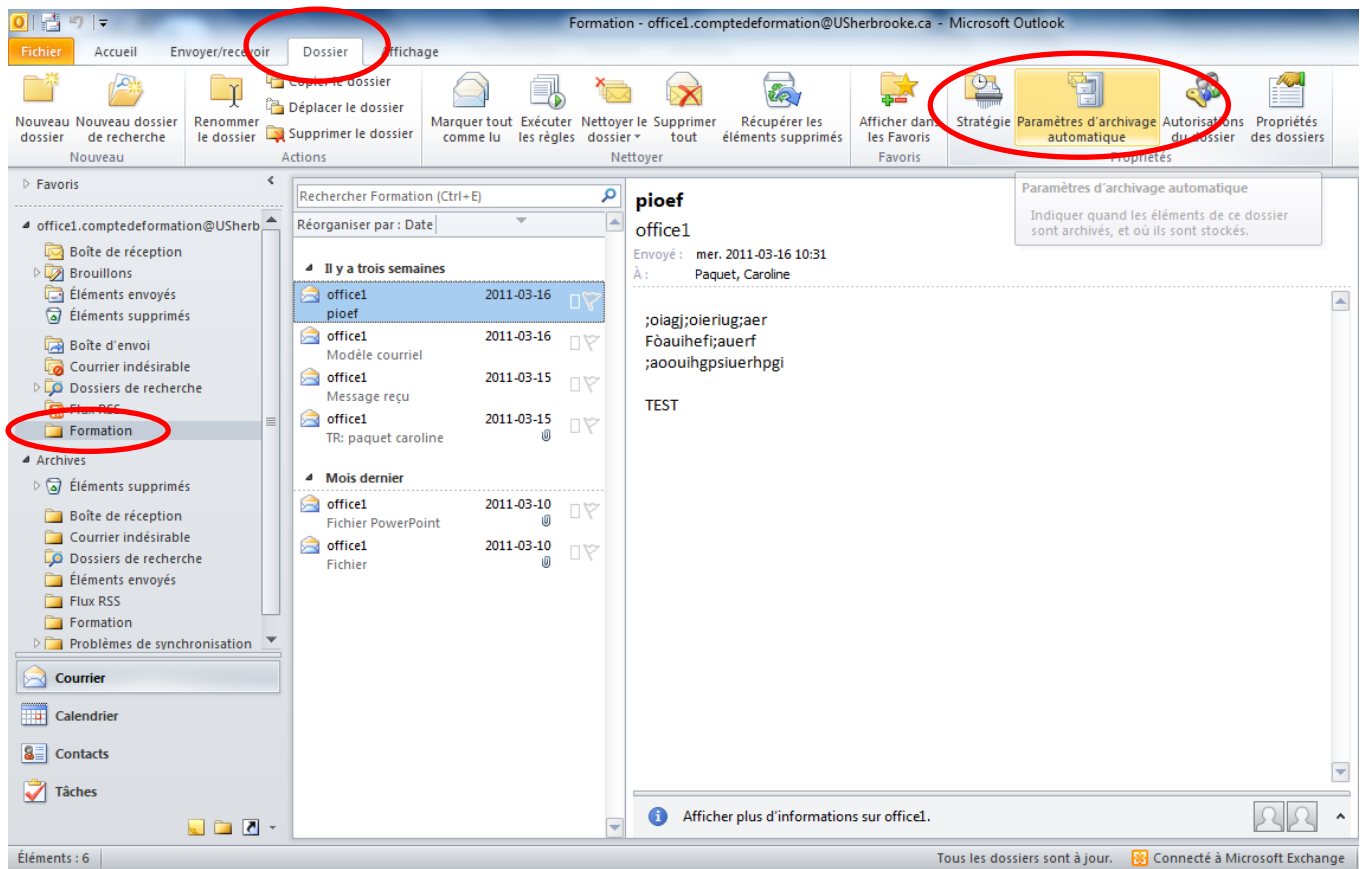 Formation - office1.comptedeformation@USherbrooke.ca - Microsoft Outlook
Fichier Accueil Envoyer/recevoir Dossier Affichage
Nouveau dossier
Nouveau dossier de recherche
Nouveau
Renommer le dossier
Copier le dossier
Déplacer le dossier
Supprimer le dossier
Actions
Marquer tout comme lu
Exécuter les règles
Nettoyer le dossier
Supprimer tout
Récupérer les éléments supprimés
Nettoyer
Afficher dans les Favoris
Favoris
Stratégie
Paramètres d'archivage automatique
Autorisations du dossier
Propriétés des dossiers
Propriétés
Paramètres d'archivage automatique
Indiquer quand les éléments de ce dossier
sont archivés, et où ils sont stockés.
Favoris
office1.comptedeformation@USherb
Boîte de réception
Brouillons
Éléments envoyés
Éléments supprimés
Boîte d'envoi
Courrier indésirable
Dossiers de recherche
Flux RSS
Formation
Archives
Éléments supprimés
Boîte de réception
Courrier indésirable
Dossiers de recherche
Éléments envoyés
Flux RSS
Formation
Problèmes de synchronisation
Courrier
Calendrier
Contacts
Tâches
Rechercher Formation (Ctrl+E)
Réorganiser par : Date
Il y a trois semaines
office1 2011-03-16
pioef
office1 2011-03-16
Modèle courriel
office1 2011-03-15
Message reçu
office1 2011-03-15
TR: paquet caroline
Mois dernier
office1 2011-03-10
Fichier PowerPoint
office1 2011-03-10
Fichier
pioef
office1
Envoyé : mer. 2011-03-16 10:31
À : Paquet, Caroline
;oiagj;oieriug;aer
Fòauihefi;auerf
;aoouihgpsiuerhpgi
TEST
Afficher plus d'informations sur office1.
Éléments : 6
Tous les dossiers sont à jour. Connecté à Microsoft Exchange